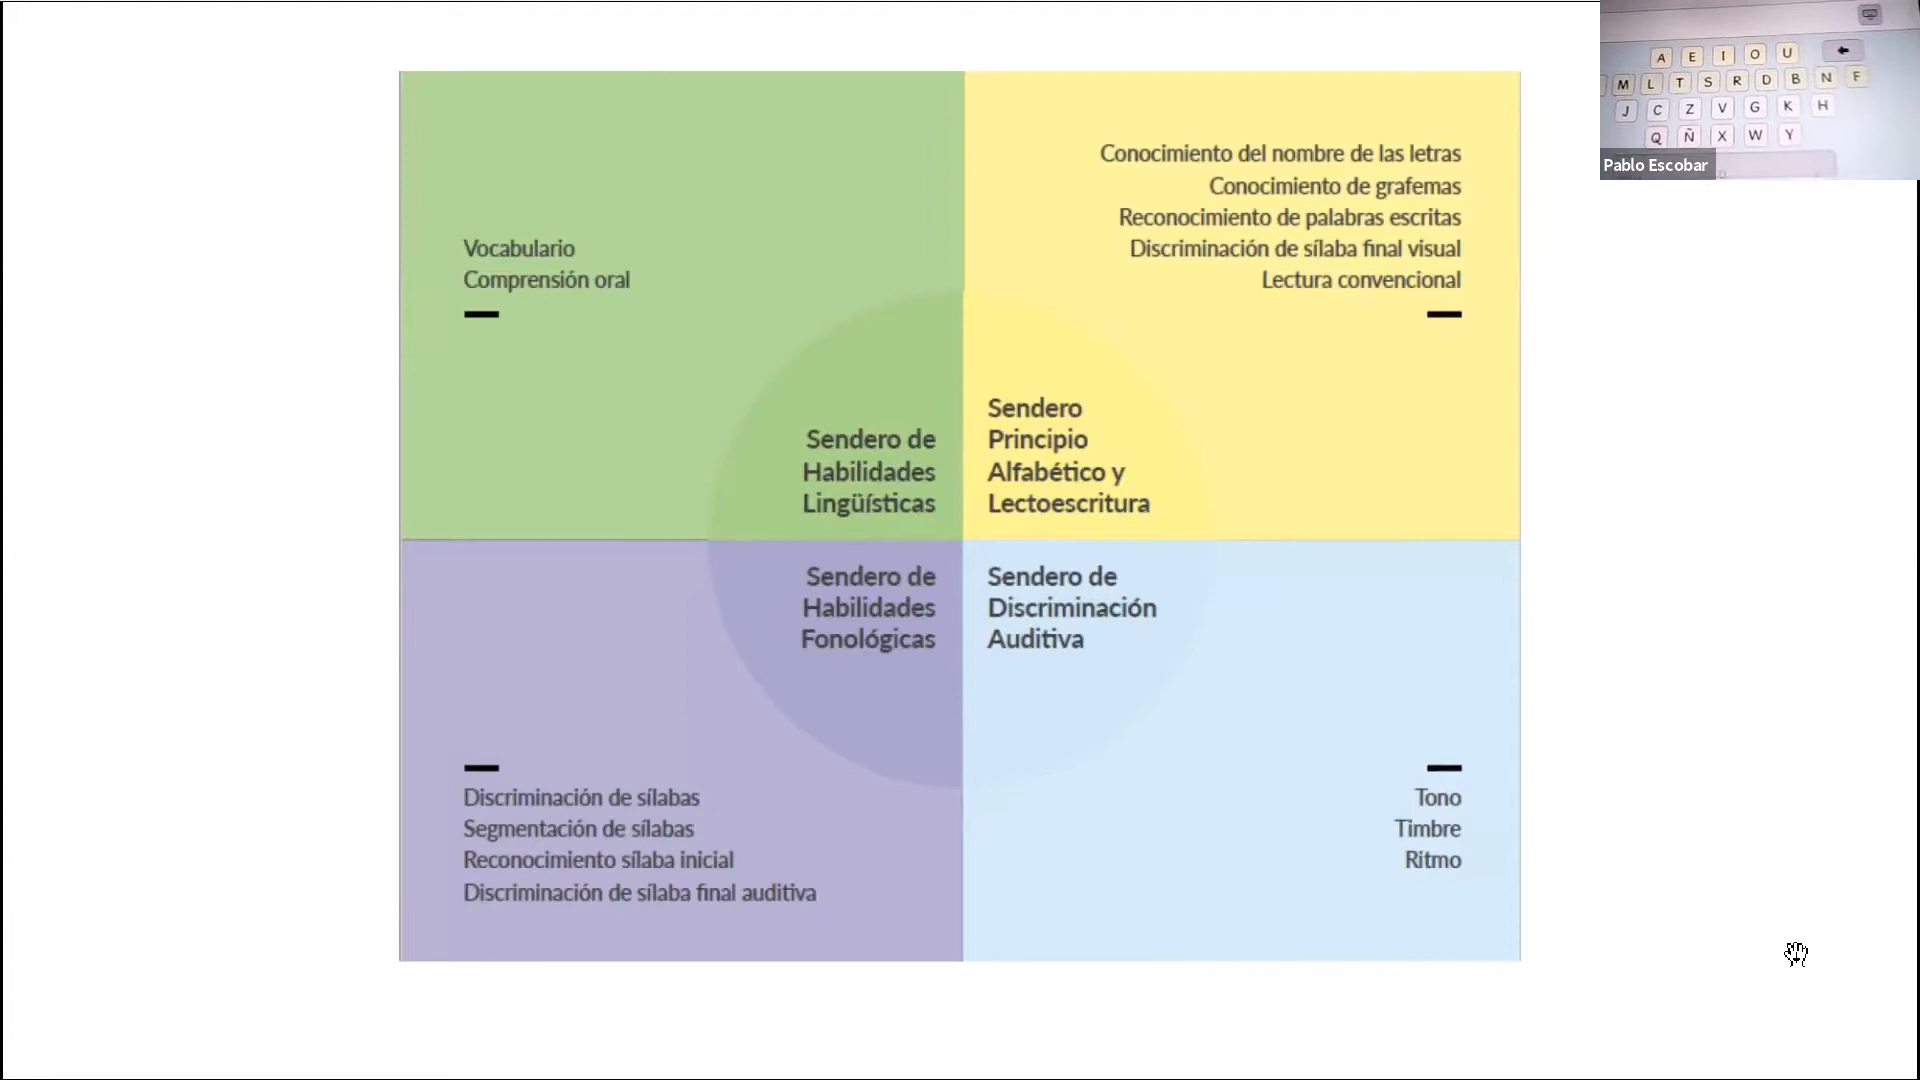 Vocabulario
Comprensión oral
Sendero de
Habilidades
Lingüísticas
Conocimiento del nombre de las letras
Conocimiento de grafemas
Reconocimiento de palabras escritas
Discriminación de sílaba final visual
Lectura convencional
Sendero
Principio
Alfabético y
Lectoescritura
Sendero de
Habilidades
Fonológicas
Discriminación de sílabas
Segmentación de sílabas
Reconocimiento sílaba inicial
Discriminación de sílaba final auditiva
Sendero de
Discriminación
Auditiva
Tono
Timbre
Ritmo
A E I O U
M L T S R D B N F
J C Z V G K H
Q Ñ X W Y
Pablo Escobar